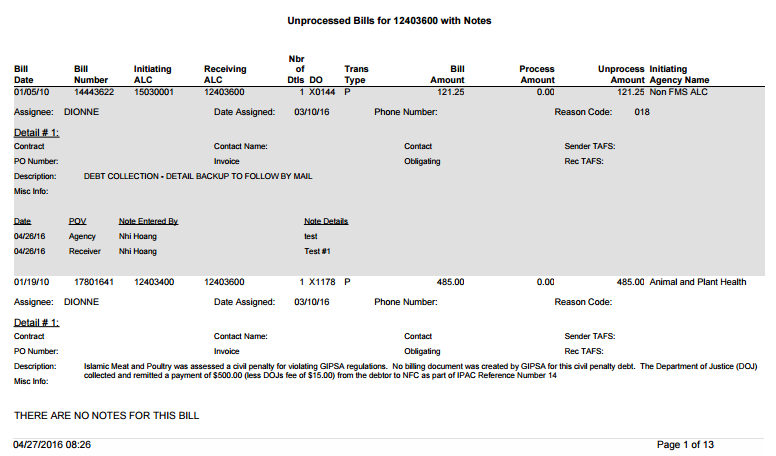 Unprocessed Bills for 12403600 with Notes
Bill Date Bill Number Initiating ALC Receiving ALC Nbr of Dtls DO Trans Type Bill Amount Process Amount Unprocess Amount Initiating Agency Name
01/05/10 14443622 15030001 12403600 1 X0144 P 121.25 0.00 121.25 Non FMS ALC
Assignee: DIONNE Date Assigned: 03/10/16 Phone Number: Reason Code: 018
Detail # 1:
Contract Contact Name: Contact Sender TAFS:
PO Number: Invoice Obligating Rec TAFS:
Description: DEBT COLLECTION - DETAIL BACKUP TO FOLLOW BY MAIL
Misc Info:
Date POV Note Entered By Note Details
04/26/16 Agency Nhi Hoang test
04/26/16 Receiver Nhi Hoang Test #1
01/19/10 17801641 12403400 12403600 1 X1178 P 485.00 0.00 485.00 Animal and Plant Health
Assignee: DIONNE Date Assigned: 03/10/16 Phone Number: Reason Code:
Detail # 1:
Contract Contact Name: Contact Sender TAFS:
PO Number: Invoice Obligating Rec TAFS:
Description: Islamic Meat and Poultry was assessed a civil penalty for violating GIPSA regulations. No billing document was created by GIPSA for this civil penalty debt. The Department of Justice (DOJ)
collected and remitted a payment of $500.00 (less DOJs fee of $15.00) from the debtor to NFC as part of IPAC Reference Number 14
Misc Info:
THERE ARE NO NOTES FOR THIS BILL
04/27/2016 08:26 Page 1 of 13